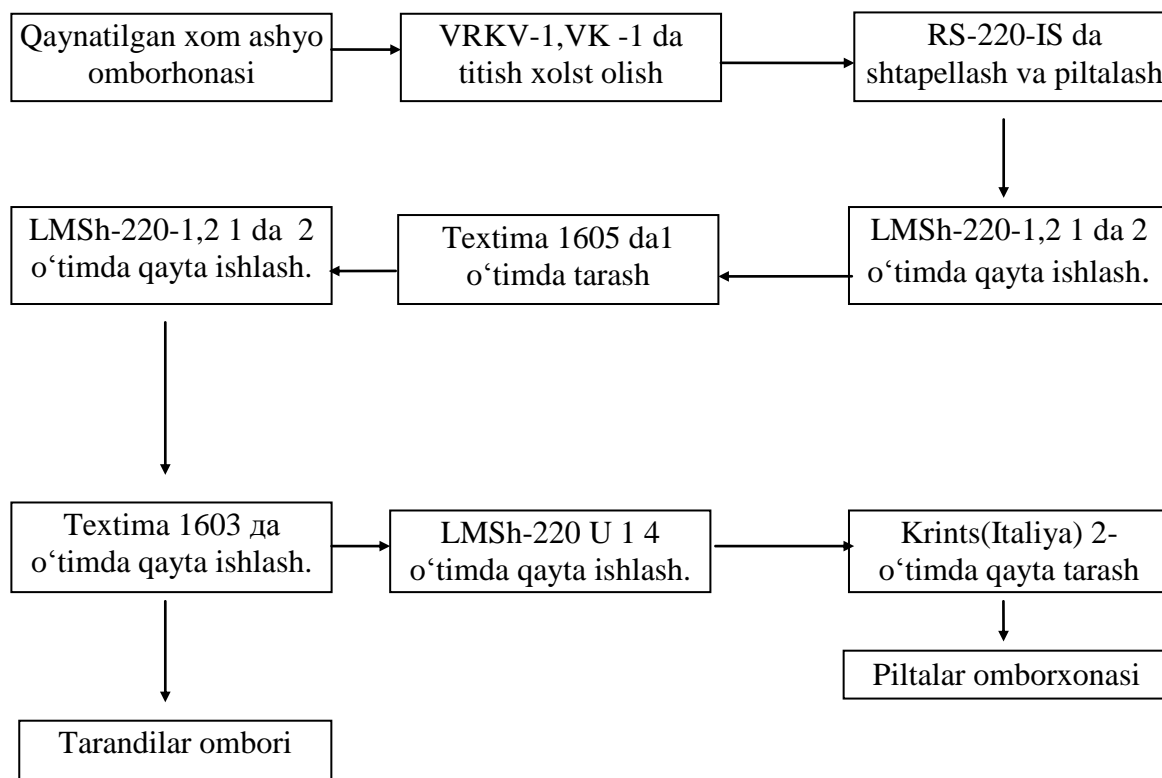 Qaynatilgan xom ashyo
omborhonasi
VRKV-1,VK -1 da
titish xolst olish
RS-220-IS da
shtapellash va piltalash
LMSh-220-1,2 1 da  2
o‘timda qayta ishlash.
Textima 1605 da1
o‘timda tarash
LMSh-220-1,2 1 da 2
o‘timda qayta ishlash.
Textima 1603 да
o‘timda qayta ishlash.
LMSh-220 U 1 4
o‘timda qayta ishlash.
Krints(Italiya) 2-
o‘timda qayta tarash
Piltalar omborxonasi
Tarandilar ombori